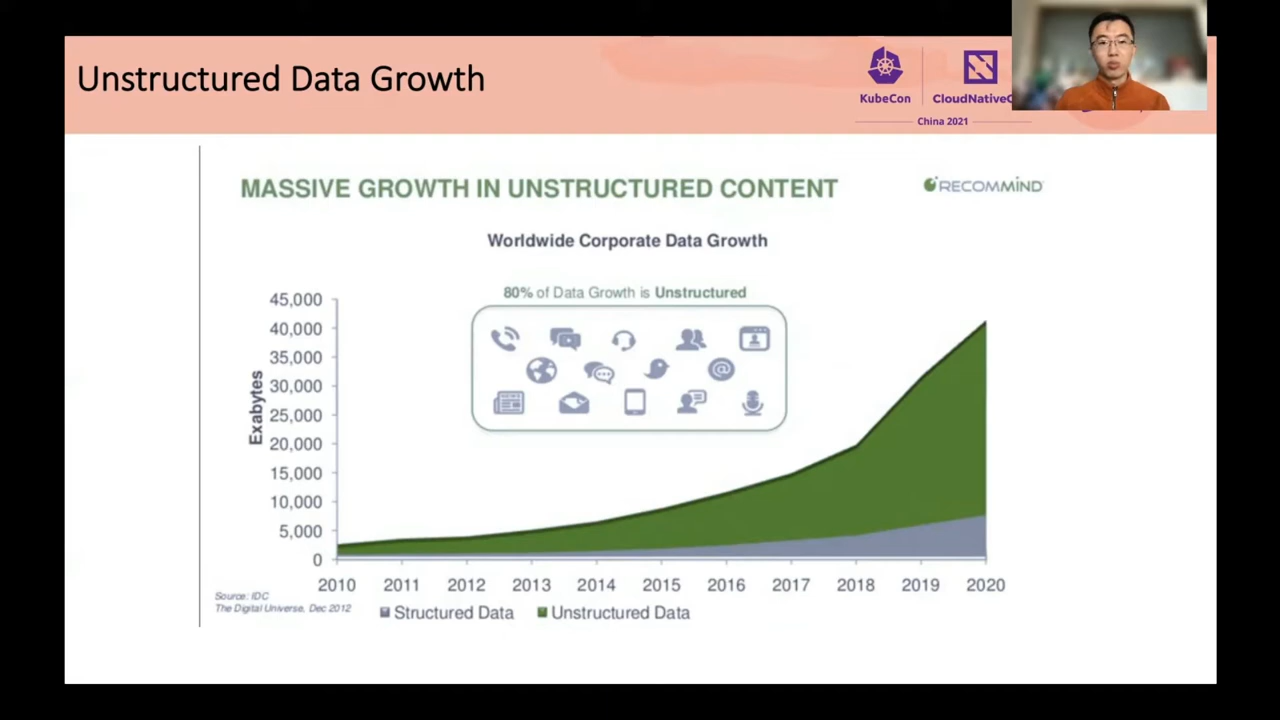 Unstructured Data Growth
KubeCon
CloudNativeC
China 2021
MASSIVE GROWTH IN UNSTRUCTURED CONTENT
RECOMMIND
Worldwide Corporate Data Growth
80% of Data Growth is Unstructured
@
Exabytes
45,000
40,000
35,000
30,000
25,000
20,000
15,000
10,000
5,000
0
2010 2011 2012 2013 2014 2015 2016 2017 2018 2019 2020
Source: IDC
The Digital Universe, Dec 2012
Structured Data Unstructured Data